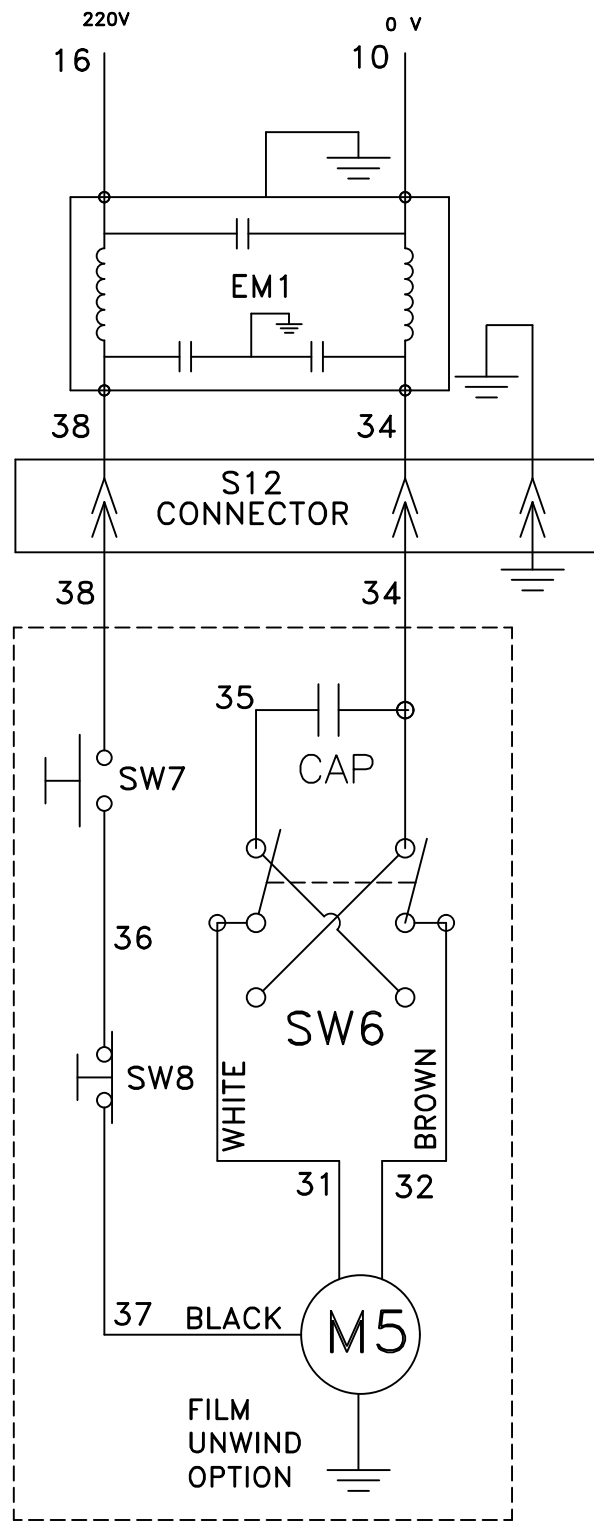 220V
0 V
16
10
EM1
38
34
S12
CONNECTOR
38
34
35
CAP
SW7
36
SW6
SW8
WHITE
BROWN
31
32
37
BLACK
M5
FILM
UNWIND
OPTION